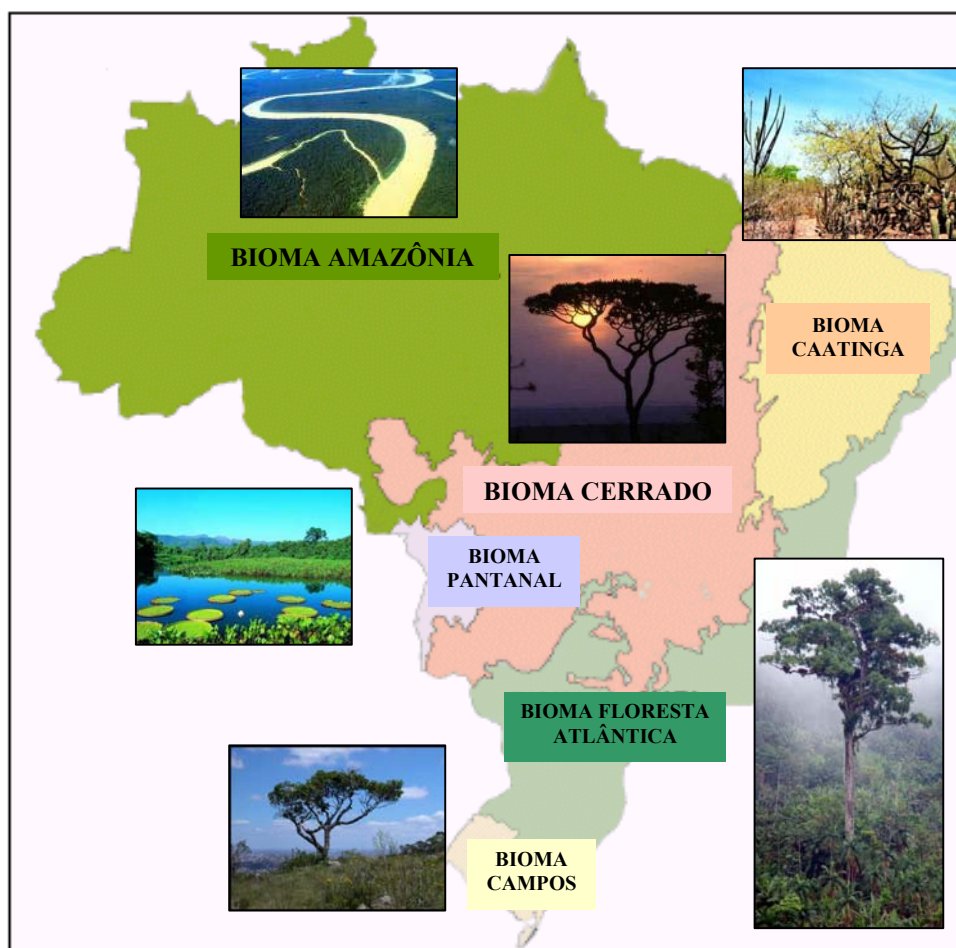 BIOMA AMAZÔNIA
BIOMA
CAATINGA
BIOMA CERRADO
BIOMA
PANTANAL
BIOMA FLORESTA
ATLÂNTICA
BIOMA
CAMPOS